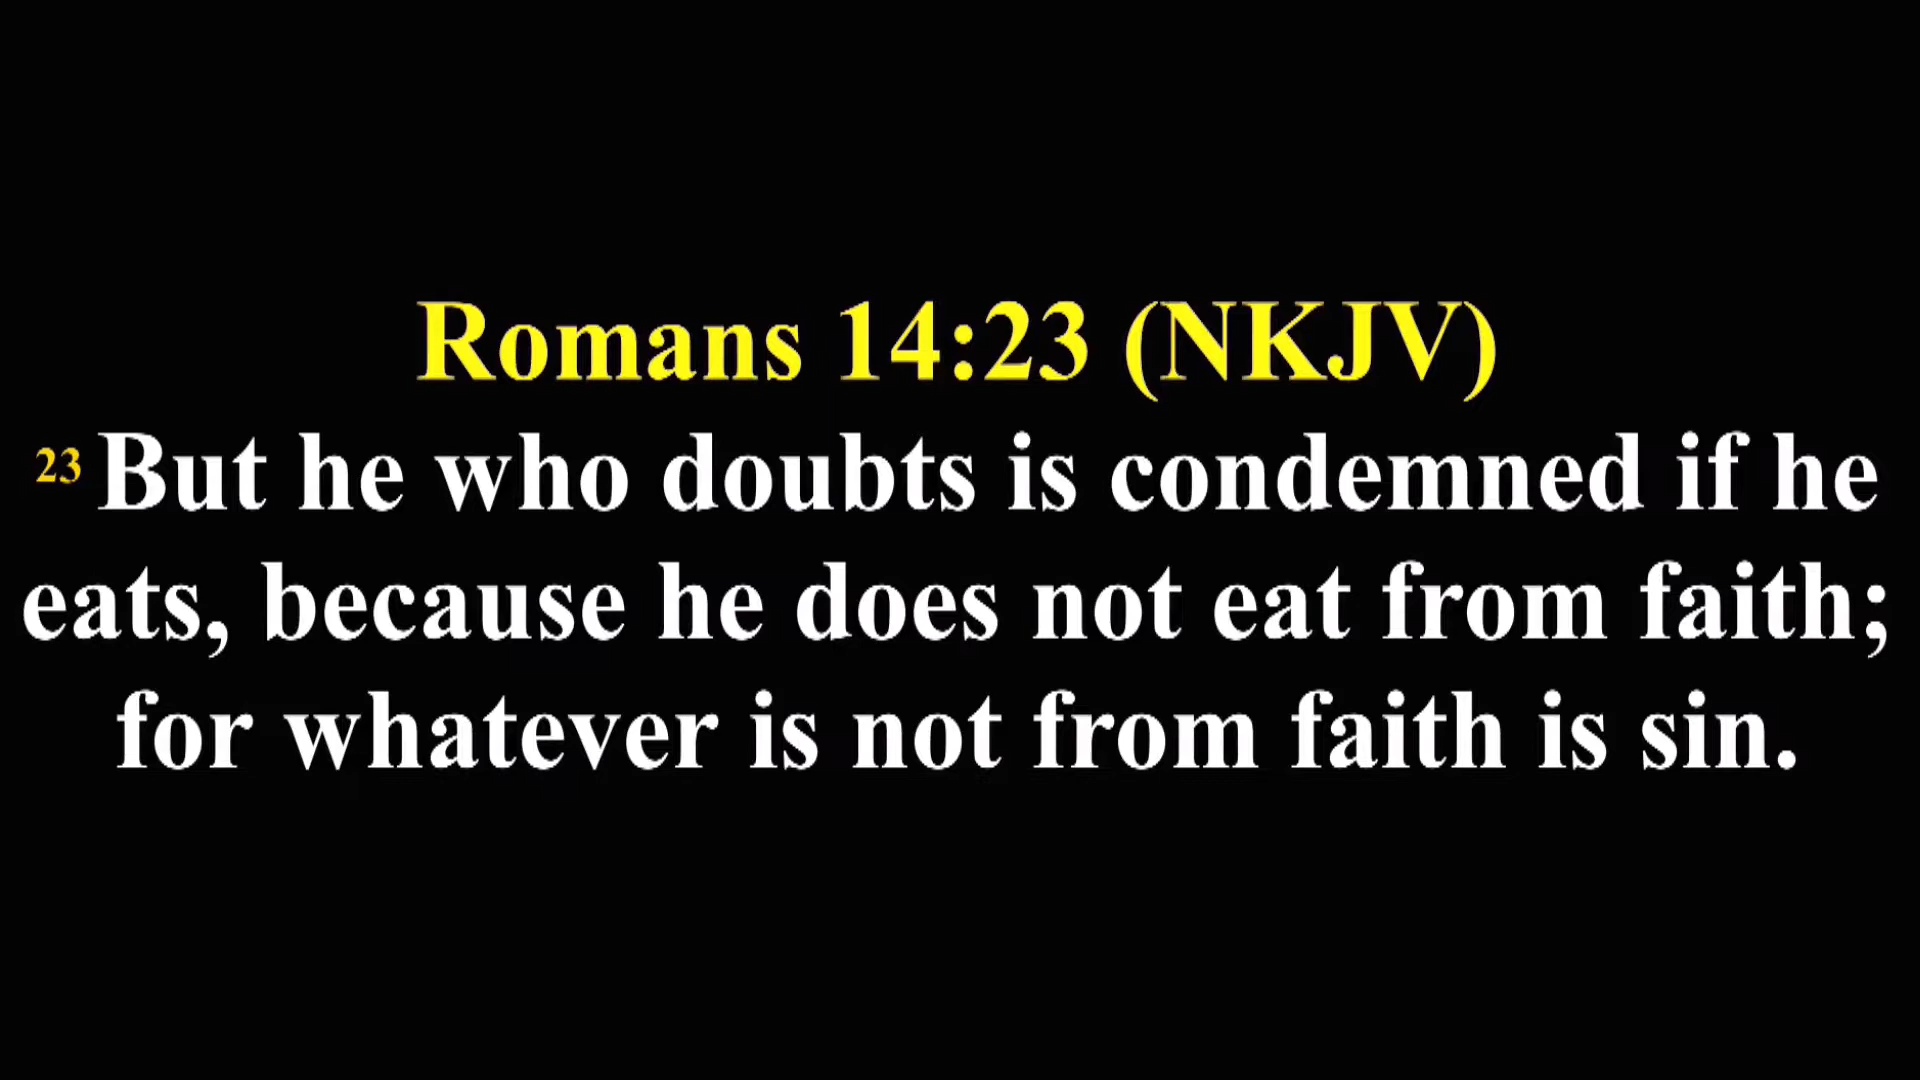 Romans 14:23 (NKJV)
23 But he who doubts is condemned if he
eats, because he does not eat from faith;
for whatever is not from faith is sin.